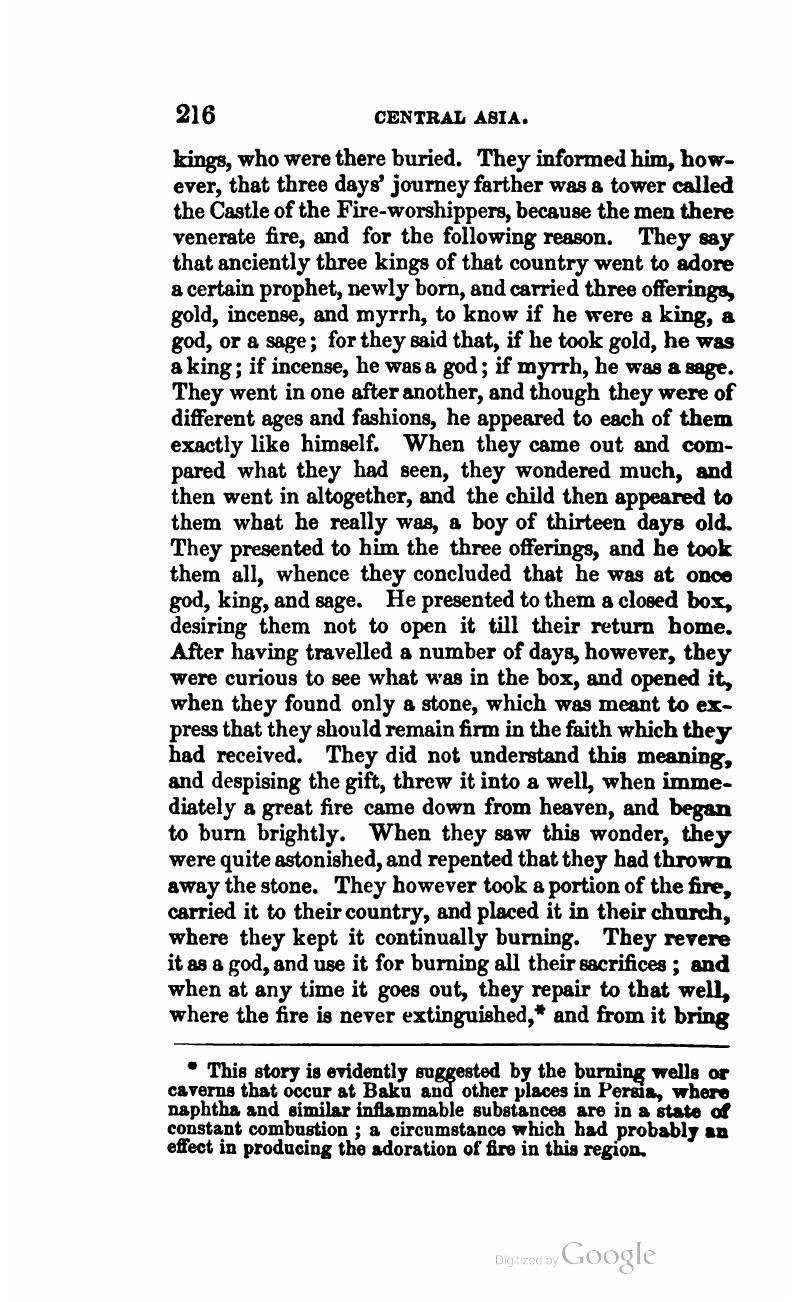 216 CENTRAL ASIA.
kings, who were there buried. They informed him, how-
ever, that three days' journey farther was a tower called
the Castle of the Fire-worshippers, because the men there
venerate fire, and for the following reason. They say
that anciently three kings of that country went to adore
a certain prophet, newly born, and carried three offerings,
gold, incense, and myrrh, to know if he were a king, a
god, or a sage; for they said that, if he took gold, he was
a king; if incense, he was a god; if myrrh, he was a sage.
They went in one after another, and though they were of
different ages and fashions, he appeared to each of them
exactly like himself. When they came out and com-
pared what they had seen, they wondered much, and
then went in altogether, and the child then appeared to
them what he really was, a boy of thirteen days old.
They presented to him the three offerings, and he took
them all, whence they concluded that he was at once
god, king, and sage. He presented to them a closed box,
desiring them not to open it till their return home.
After having travelled a number of days, however, they
were curious to see what was in the box, and opened it,
when they found only a stone, which was meant to ex-
press that they should remain firm in the faith which they
had received. They did not understand this meaning,
and despising the gift, threw it into a well, when imme-
diately a great fire came down from heaven, and began
to burn brightly. When they saw this wonder, they
were quite astonished, and repented that they had thrown
away the stone. They however took a portion of the fire,
carried it to their country, and placed it in their church,
where they kept it continually burning. They revere
it as a god, and use it for burning all their sacrifices; and
when at any time it goes out, they repair to that well,
where the fire is never extinguished,* and from it bring
* This story is evidently suggested by the burning wells or
caverns that occur at Baku and other places in Persia, where
naphtha and similar inflammable substances are in a state of
constant combustion; a circumstance which had probably an
effect in producing the adoration of fire in this region.
Digitized by Google